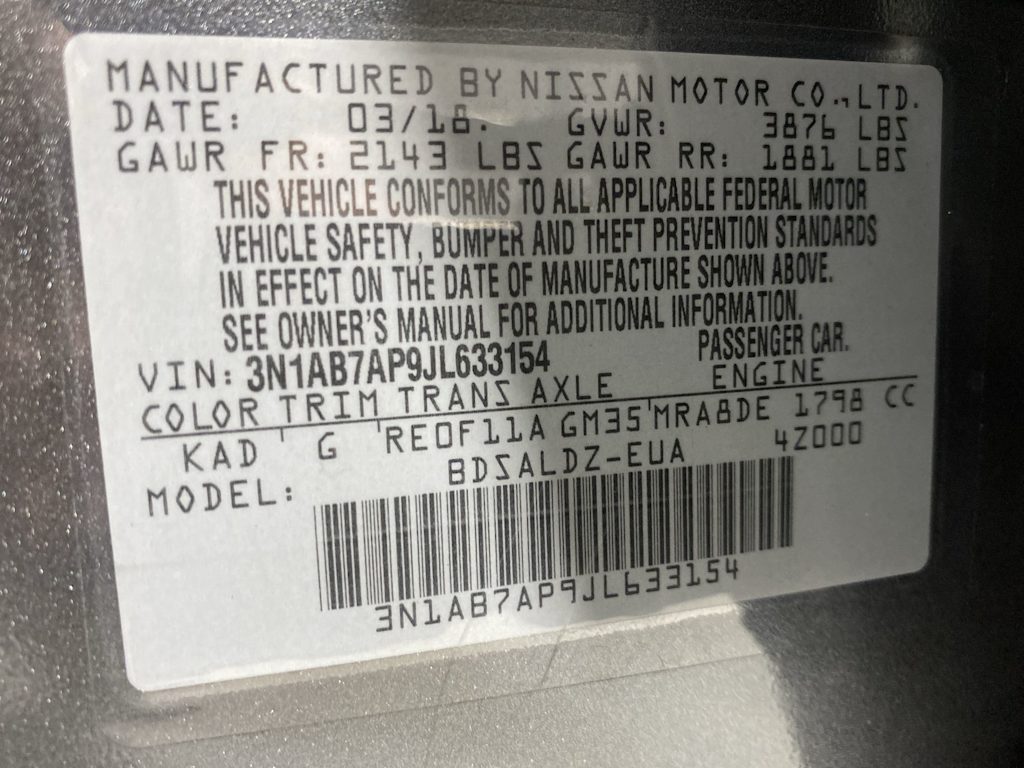 MANUFACTURED BY NISSAN MOTOR CO.,LTD.
DATE: 03/18. GVWR: 3876 LBS
GAWR FR: 2143 LBS GAWR RR: 1881 LBS
THIS VEHICLE CONFORMS TO ALL APPLICABLE FEDERAL MOTOR
VEHICLE SAFETY, BUMPER AND THEFT PREVENTION STANDARDS
IN EFFECT ON THE DATE OF MANUFACTURE SHOWN ABOVE.
SEE OWNER'S MANUAL FOR ADDITIONAL INFORMATION.
VIN: 3N1AB7AP9JL633154 PASSENGER CAR.
COLOR TRIM TRANS AXLE ENGINE
KAD G RE0F11A GM35 MRA8DE 1798 CC
MODEL: BDSALDZ-EUA 4Z000
3N1AB7AP9JL633154